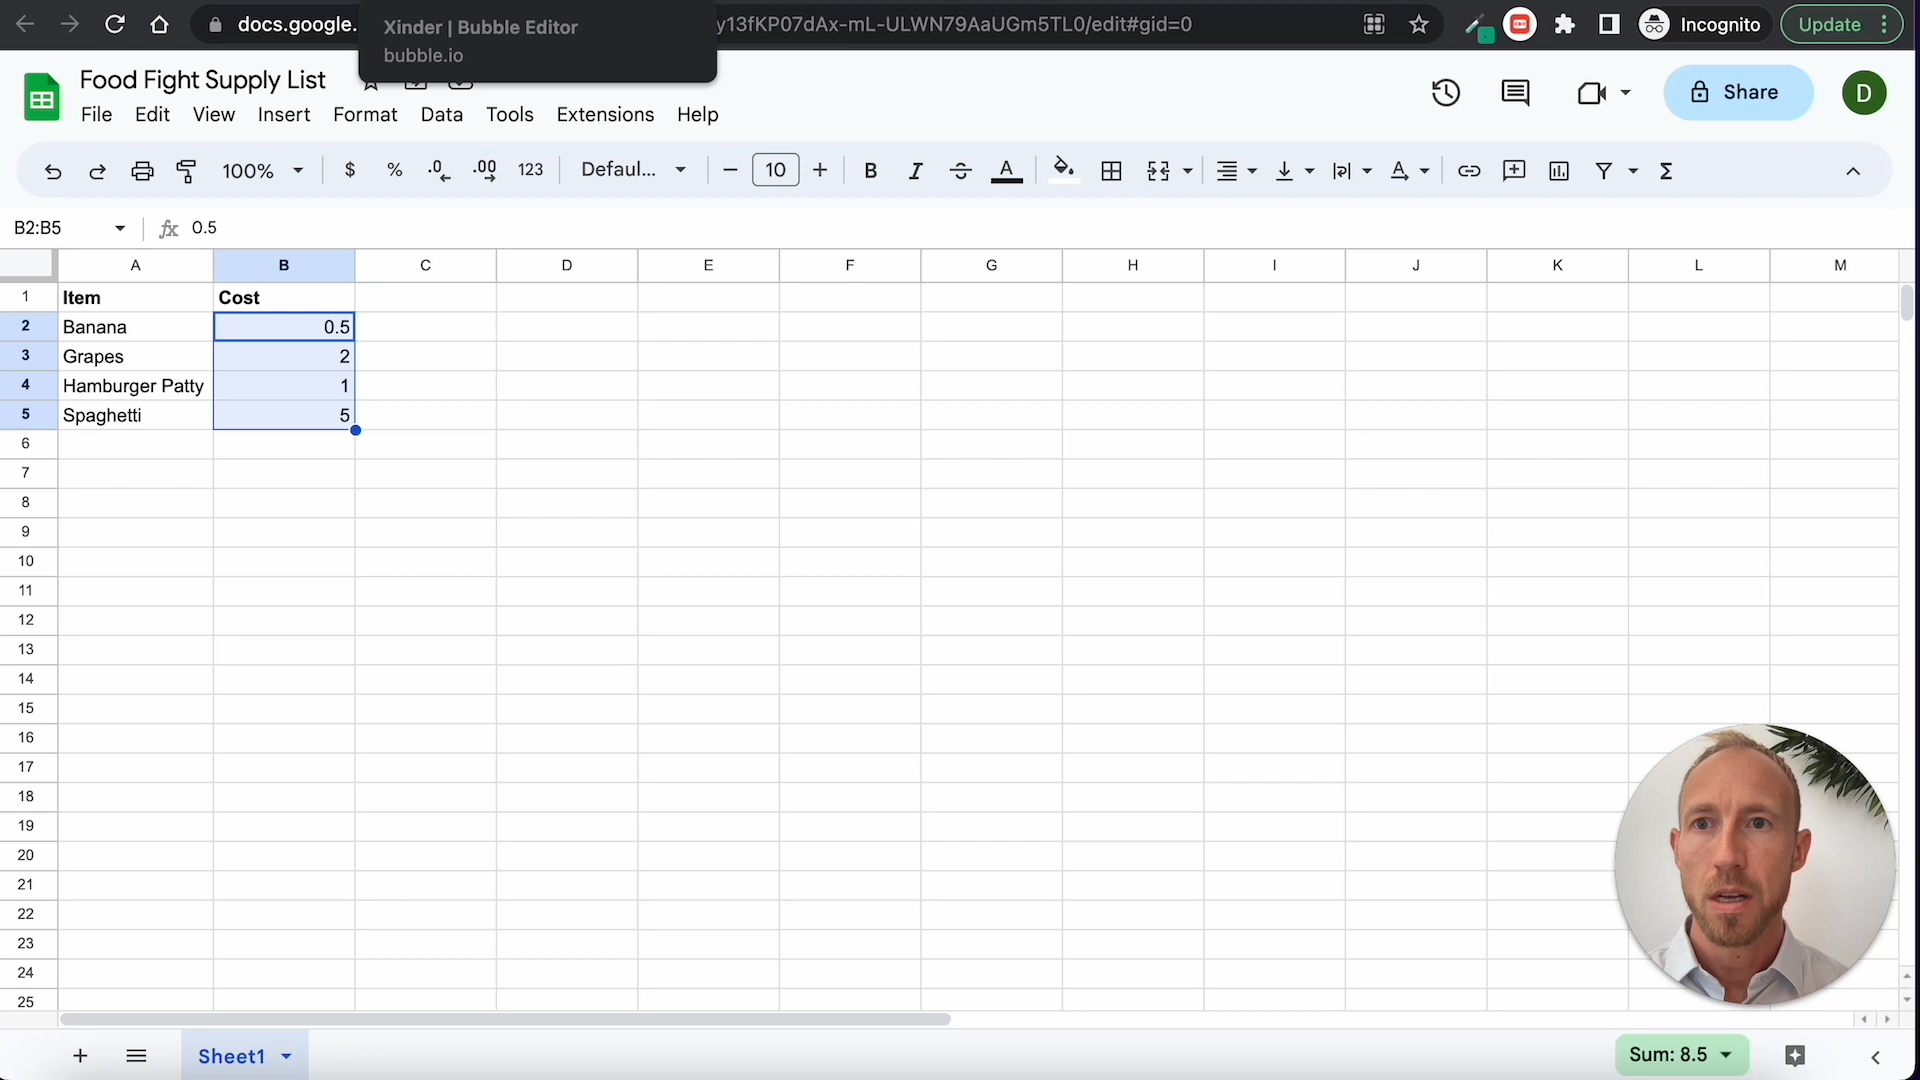 docs.google.
Xinder | Bubble Editor
bubble.io
y13fKP07dAx-mL-ULWN79AaUGm5TL0/edit#gid=0
Incognito
Update
Food Fight Supply List
File Edit View Insert Format Data Tools Extensions Help
Share
D
100% $ % .0 .00 123 Defaul... 10 B I S A
B2:B5 fx 0.5
A B C D E F G H I J K L M
1 Item Cost
2 Banana 0.5
3 Grapes 2
4 Hamburger Patty 1
5 Spaghetti 5
6
7
8
9
10
11
12
13
14
15
16
17
18
19
20
21
22
23
24
25
Sheet1
Sum: 8.5